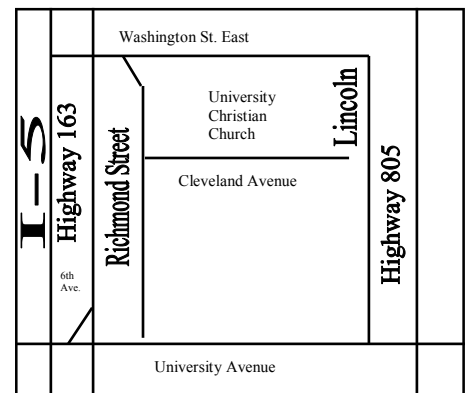 Washington St. East
University
Christian
Church
Lincoln
I-5
Highway 163
Richmond Street
Cleveland Avenue
Highway 805
6th
Ave.
University Avenue